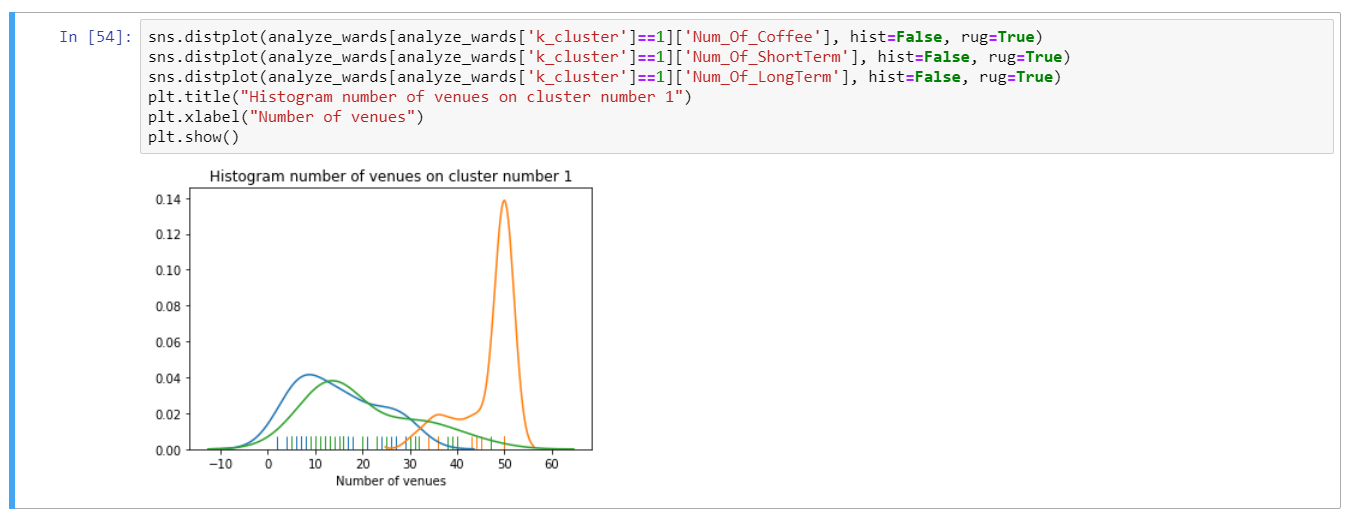 In [54]: sns.distplot(analyze_wards[analyze_wards['k_cluster']==1]['Num_Of_Coffee'], hist=False, rug=True)
sns.distplot(analyze_wards[analyze_wards['k_cluster']==1]['Num_Of_ShortTerm'], hist=False, rug=True)
sns.distplot(analyze_wards[analyze_wards['k_cluster']==1]['Num_Of_LongTerm'], hist=False, rug=True)
plt.title("Histogram number of venues on cluster number 1")
plt.xlabel("Number of venues")
plt.show()
Histogram number of venues on cluster number 1
0.14
0.12
0.10
0.08
0.06
0.04
0.02
0.00
−10 0 10 20 30 40 50 60
Number of venues